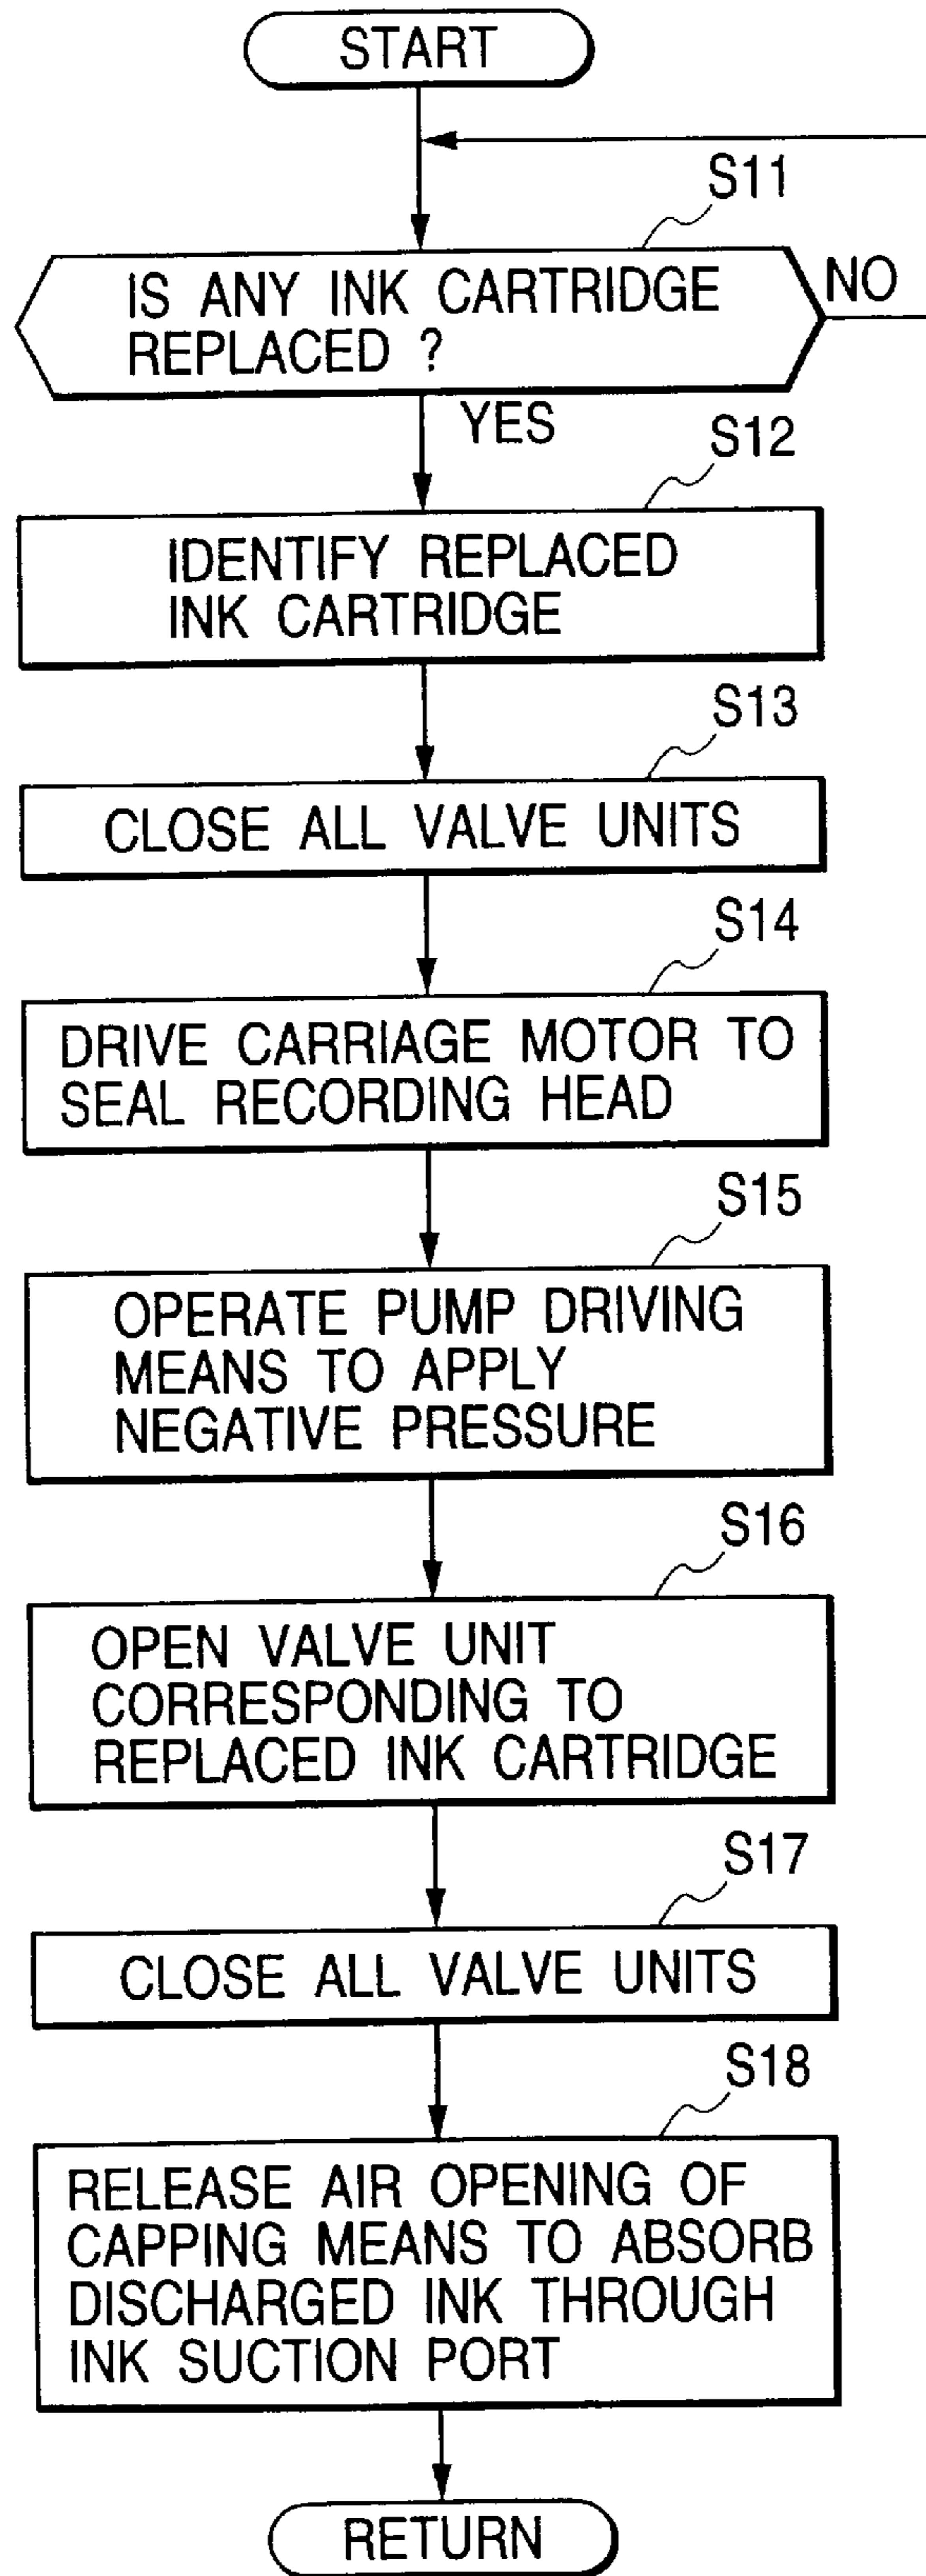 START
S11
IS ANY INK CARTRIDGE
REPLACED ?
NO
YES
S12
IDENTIFY REPLACED
INK CARTRIDGE
S13
CLOSE ALL VALVE UNITS
S14
DRIVE CARRIAGE MOTOR TO
SEAL RECORDING HEAD
S15
OPERATE PUMP DRIVING
MEANS TO APPLY
NEGATIVE PRESSURE
S16
OPEN VALVE UNIT
CORRESPONDING TO
REPLACED INK CARTRIDGE
S17
CLOSE ALL VALVE UNITS
S18
RELEASE AIR OPENING OF
CAPPING MEANS TO ABSORB
DISCHARGED INK THROUGH
INK SUCTION PORT
RETURN